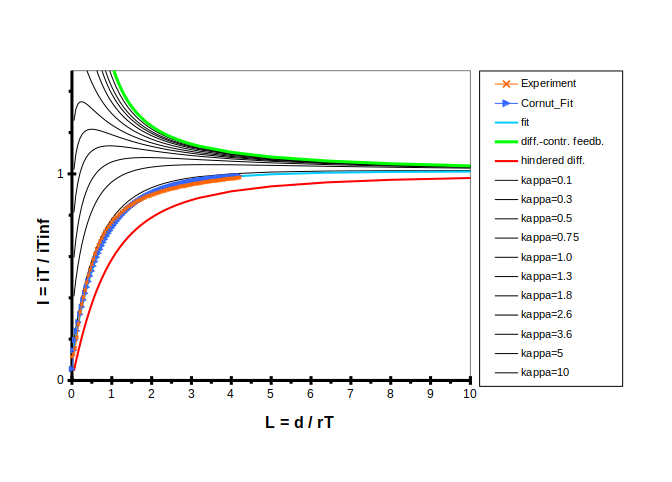 Experiment
Cornut_Fit
fit
diff.-contr. feedb.
hindered diff.
kappa=0.1
kappa=0.3
kappa=0.5
kappa=0.75
kappa=1.0
kappa=1.3
kappa=1.8
kappa=2.6
kappa=3.6
kappa=5
kappa=10
I = iT / iTinf
1
0
0 1 2 3 4 5 6 7 8 9 10
L = d / rT